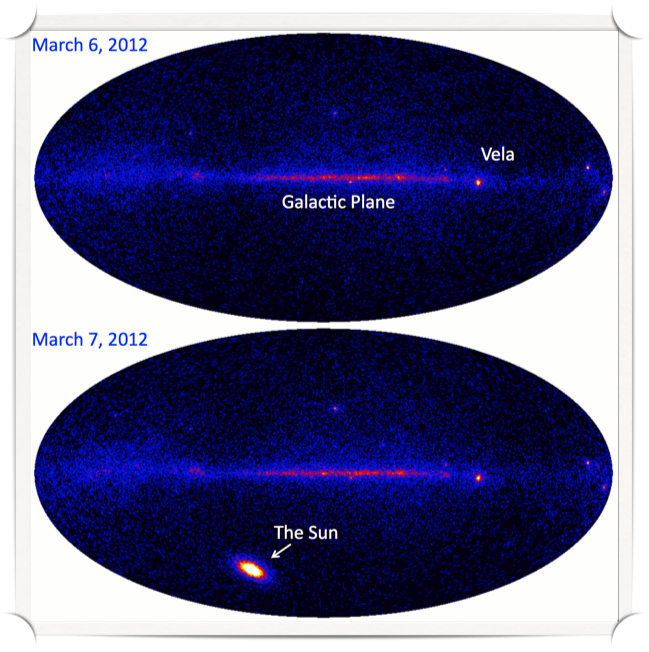 March 6, 2012
Vela
Galactic Plane
March 7, 2012
The Sun